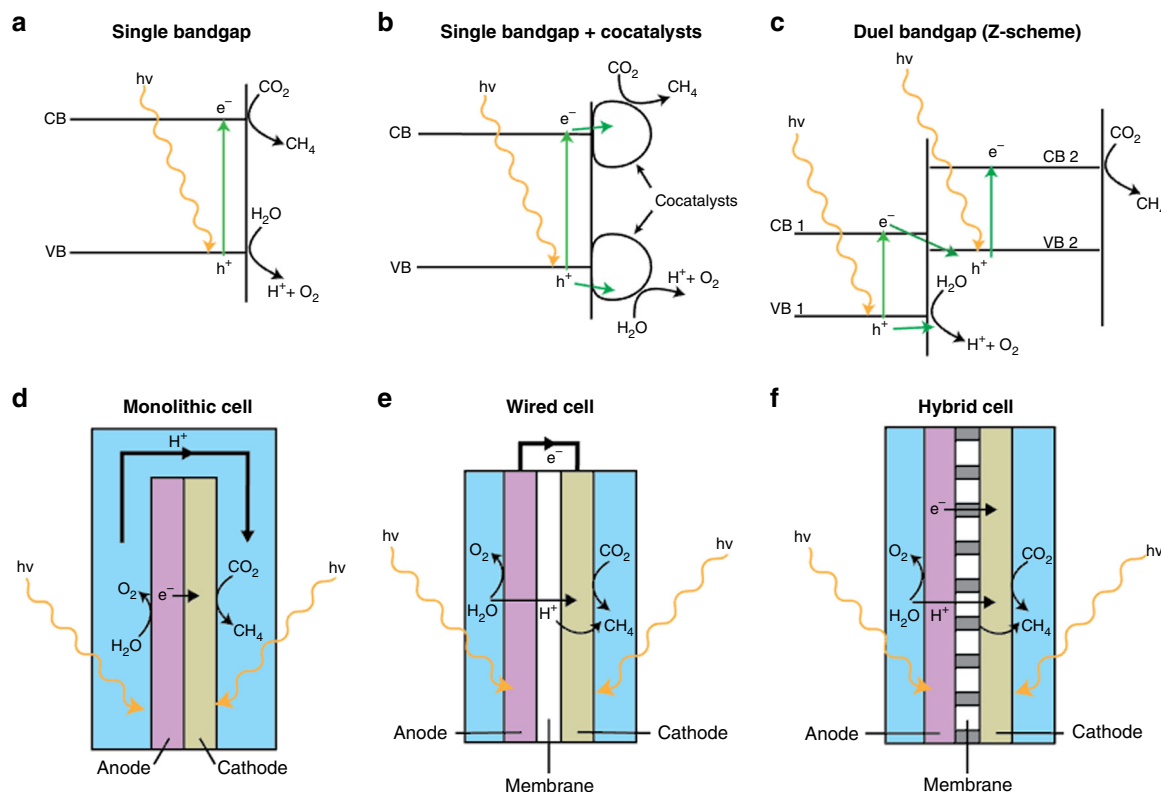 a
Single bandgap
hv
e⁻
CO₂
CB
CH₄
H₂O
VB
h⁺
H⁺+ O₂
b
Single bandgap + cocatalysts
hv
CO₂
CH₄
e⁻
CB
Cocatalysts
VB
h⁺
H⁺+ O₂
H₂O
c
Duel bandgap (Z-scheme)
hv
hv
CO₂
e⁻
CB 2
CH₄
CB 1
e⁻
VB 2
h⁺
H₂O
VB 1
h⁺
H⁺+ O₂
d
Monolithic cell
H⁺
hv
hv
O₂
e⁻
CO₂
H₂O
CH₄
Anode
Cathode
e
Wired cell
e⁻
hv
hv
O₂
CO₂
H₂O
H⁺
CH₄
Anode
Cathode
Membrane
f
Hybrid cell
e⁻
hv
hv
O₂
CO₂
H₂O
H⁺
CH₄
Anode
Cathode
Membrane